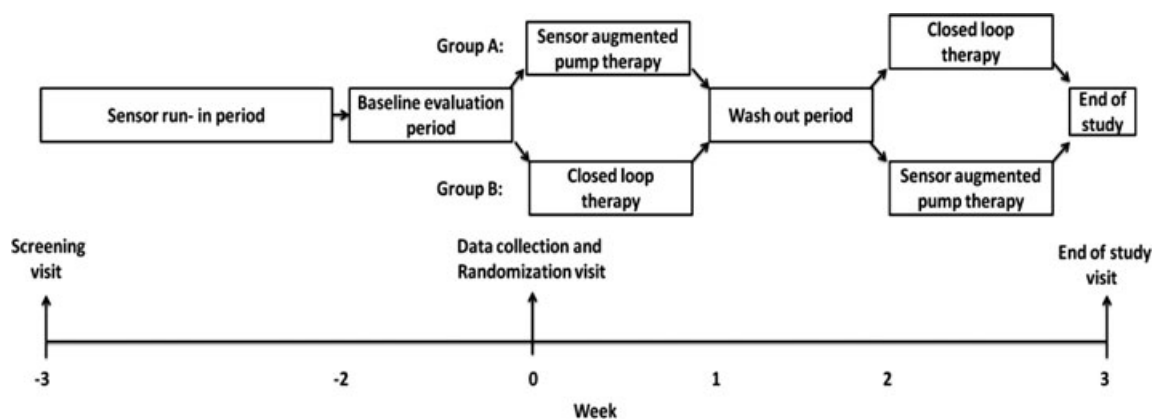 Group A:
Sensor augmented
pump therapy
Closed loop
therapy
Sensor run- in period
Baseline evaluation
period
Wash out period
End of
study
Group B:
Closed loop
therapy
Sensor augmented
pump therapy
Screening
visit
Data collection and
Randomization visit
End of study
visit
-3 -2 0 1 2 3
Week